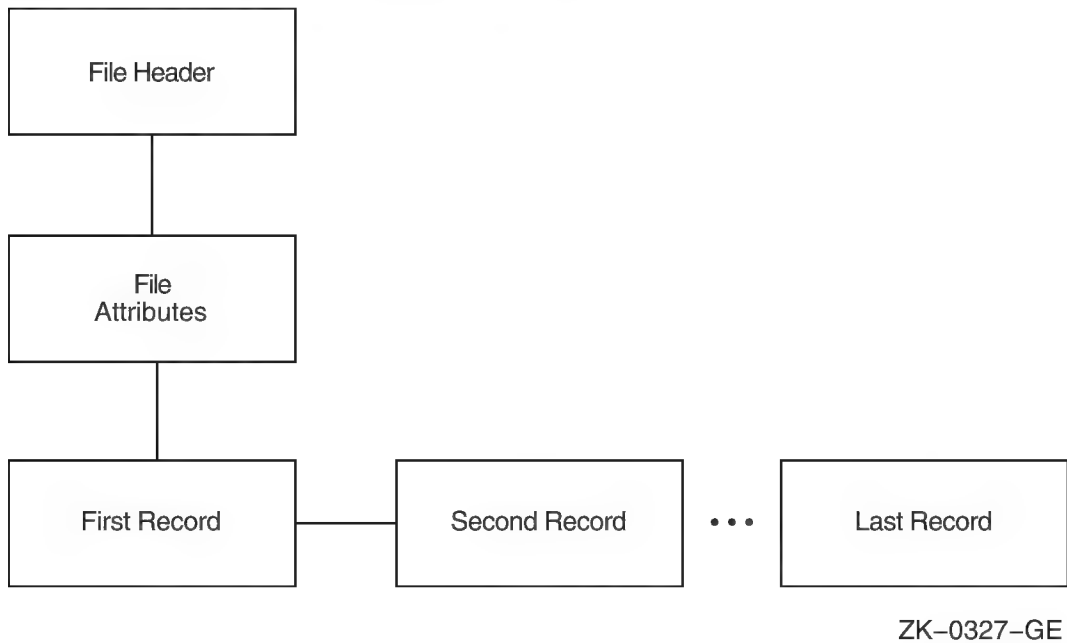 File Header
File
Attributes
First Record
Second Record
•••
Last Record
ZK–0327–GE